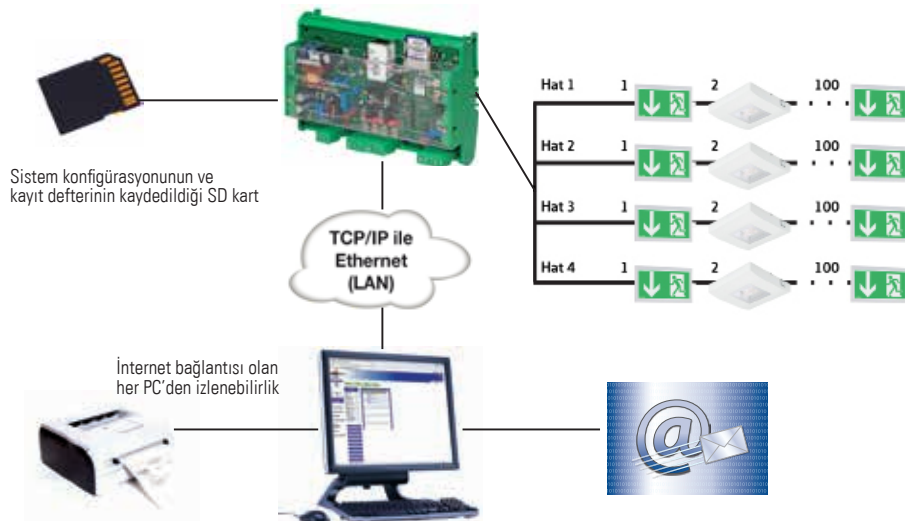 Hat 1 1 2 100
Hat 2 1 2 100
Hat 3 1 2 100
Hat 4 1 2 100
Sistem konfigürasyonunun ve
kayıt defterinin kaydedildiği SD kart
TCP/IP ile
Ethernet
(LAN)
İnternet bağlantısı olan
her PC'den izlenebilirlik
@